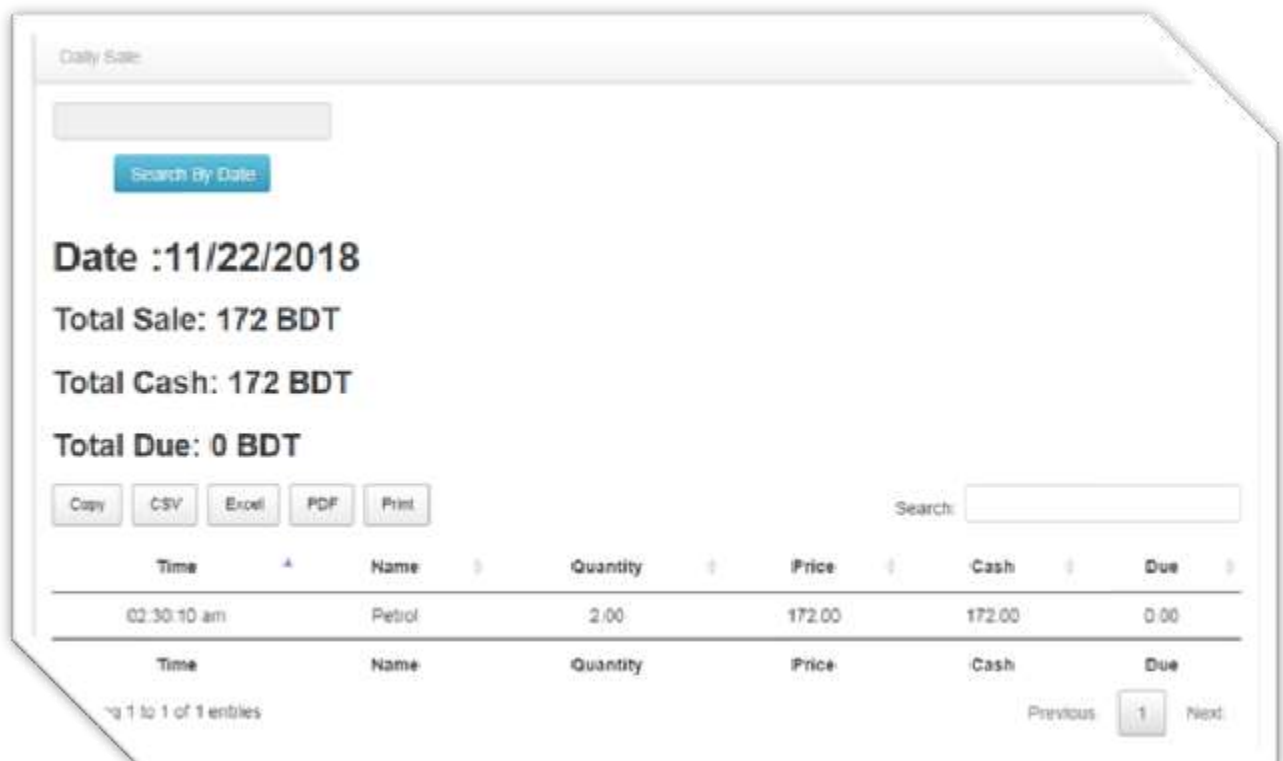 Daily Sale
Search By Date
Date :11/22/2018
Total Sale: 172 BDT
Total Cash: 172 BDT
Total Due: 0 BDT
Copy CSV Excel PDF Print Search:
Time Name Quantity Price Cash Due
02:30:10 am Petrol 2.00 172.00 172.00 0.00
Time Name Quantity Price Cash Due
1 to 1 of 1 entries Previous 1 Next